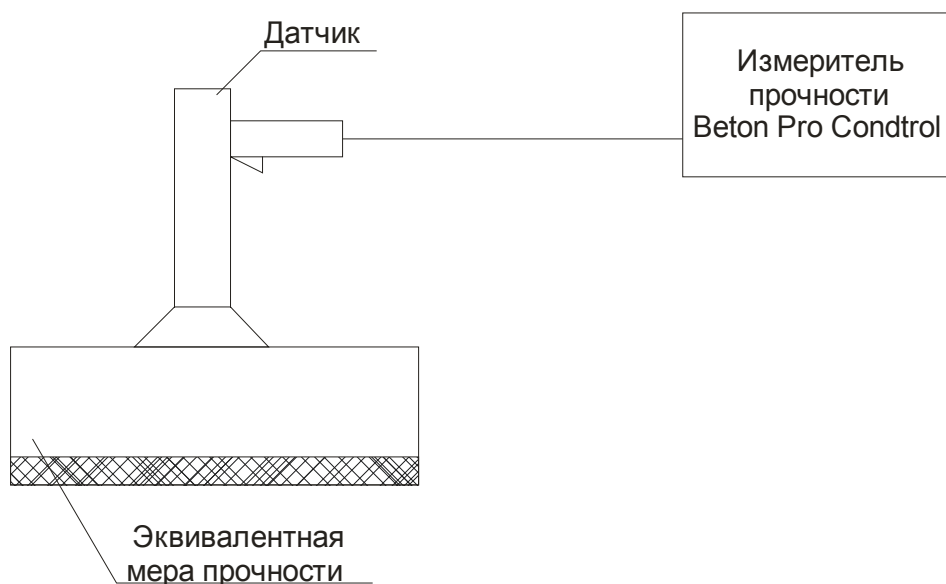 Датчик
Измеритель
прочности
Beton Pro Condtrol
Эквивалентная
мера прочности